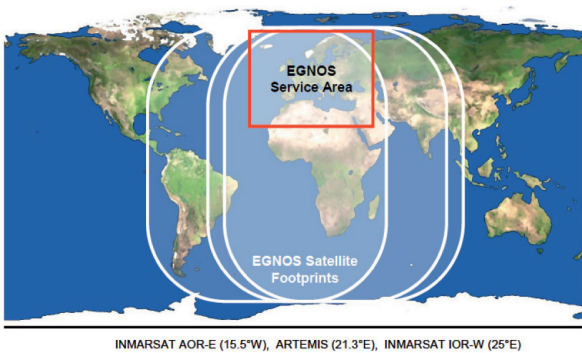 EGNOS
Service Area
EGNOS Satellite
Footprints
INMARSAT AOR-E (15.5°W), ARTEMIS (21.3°E), INMARSAT IOR-W (25°E)